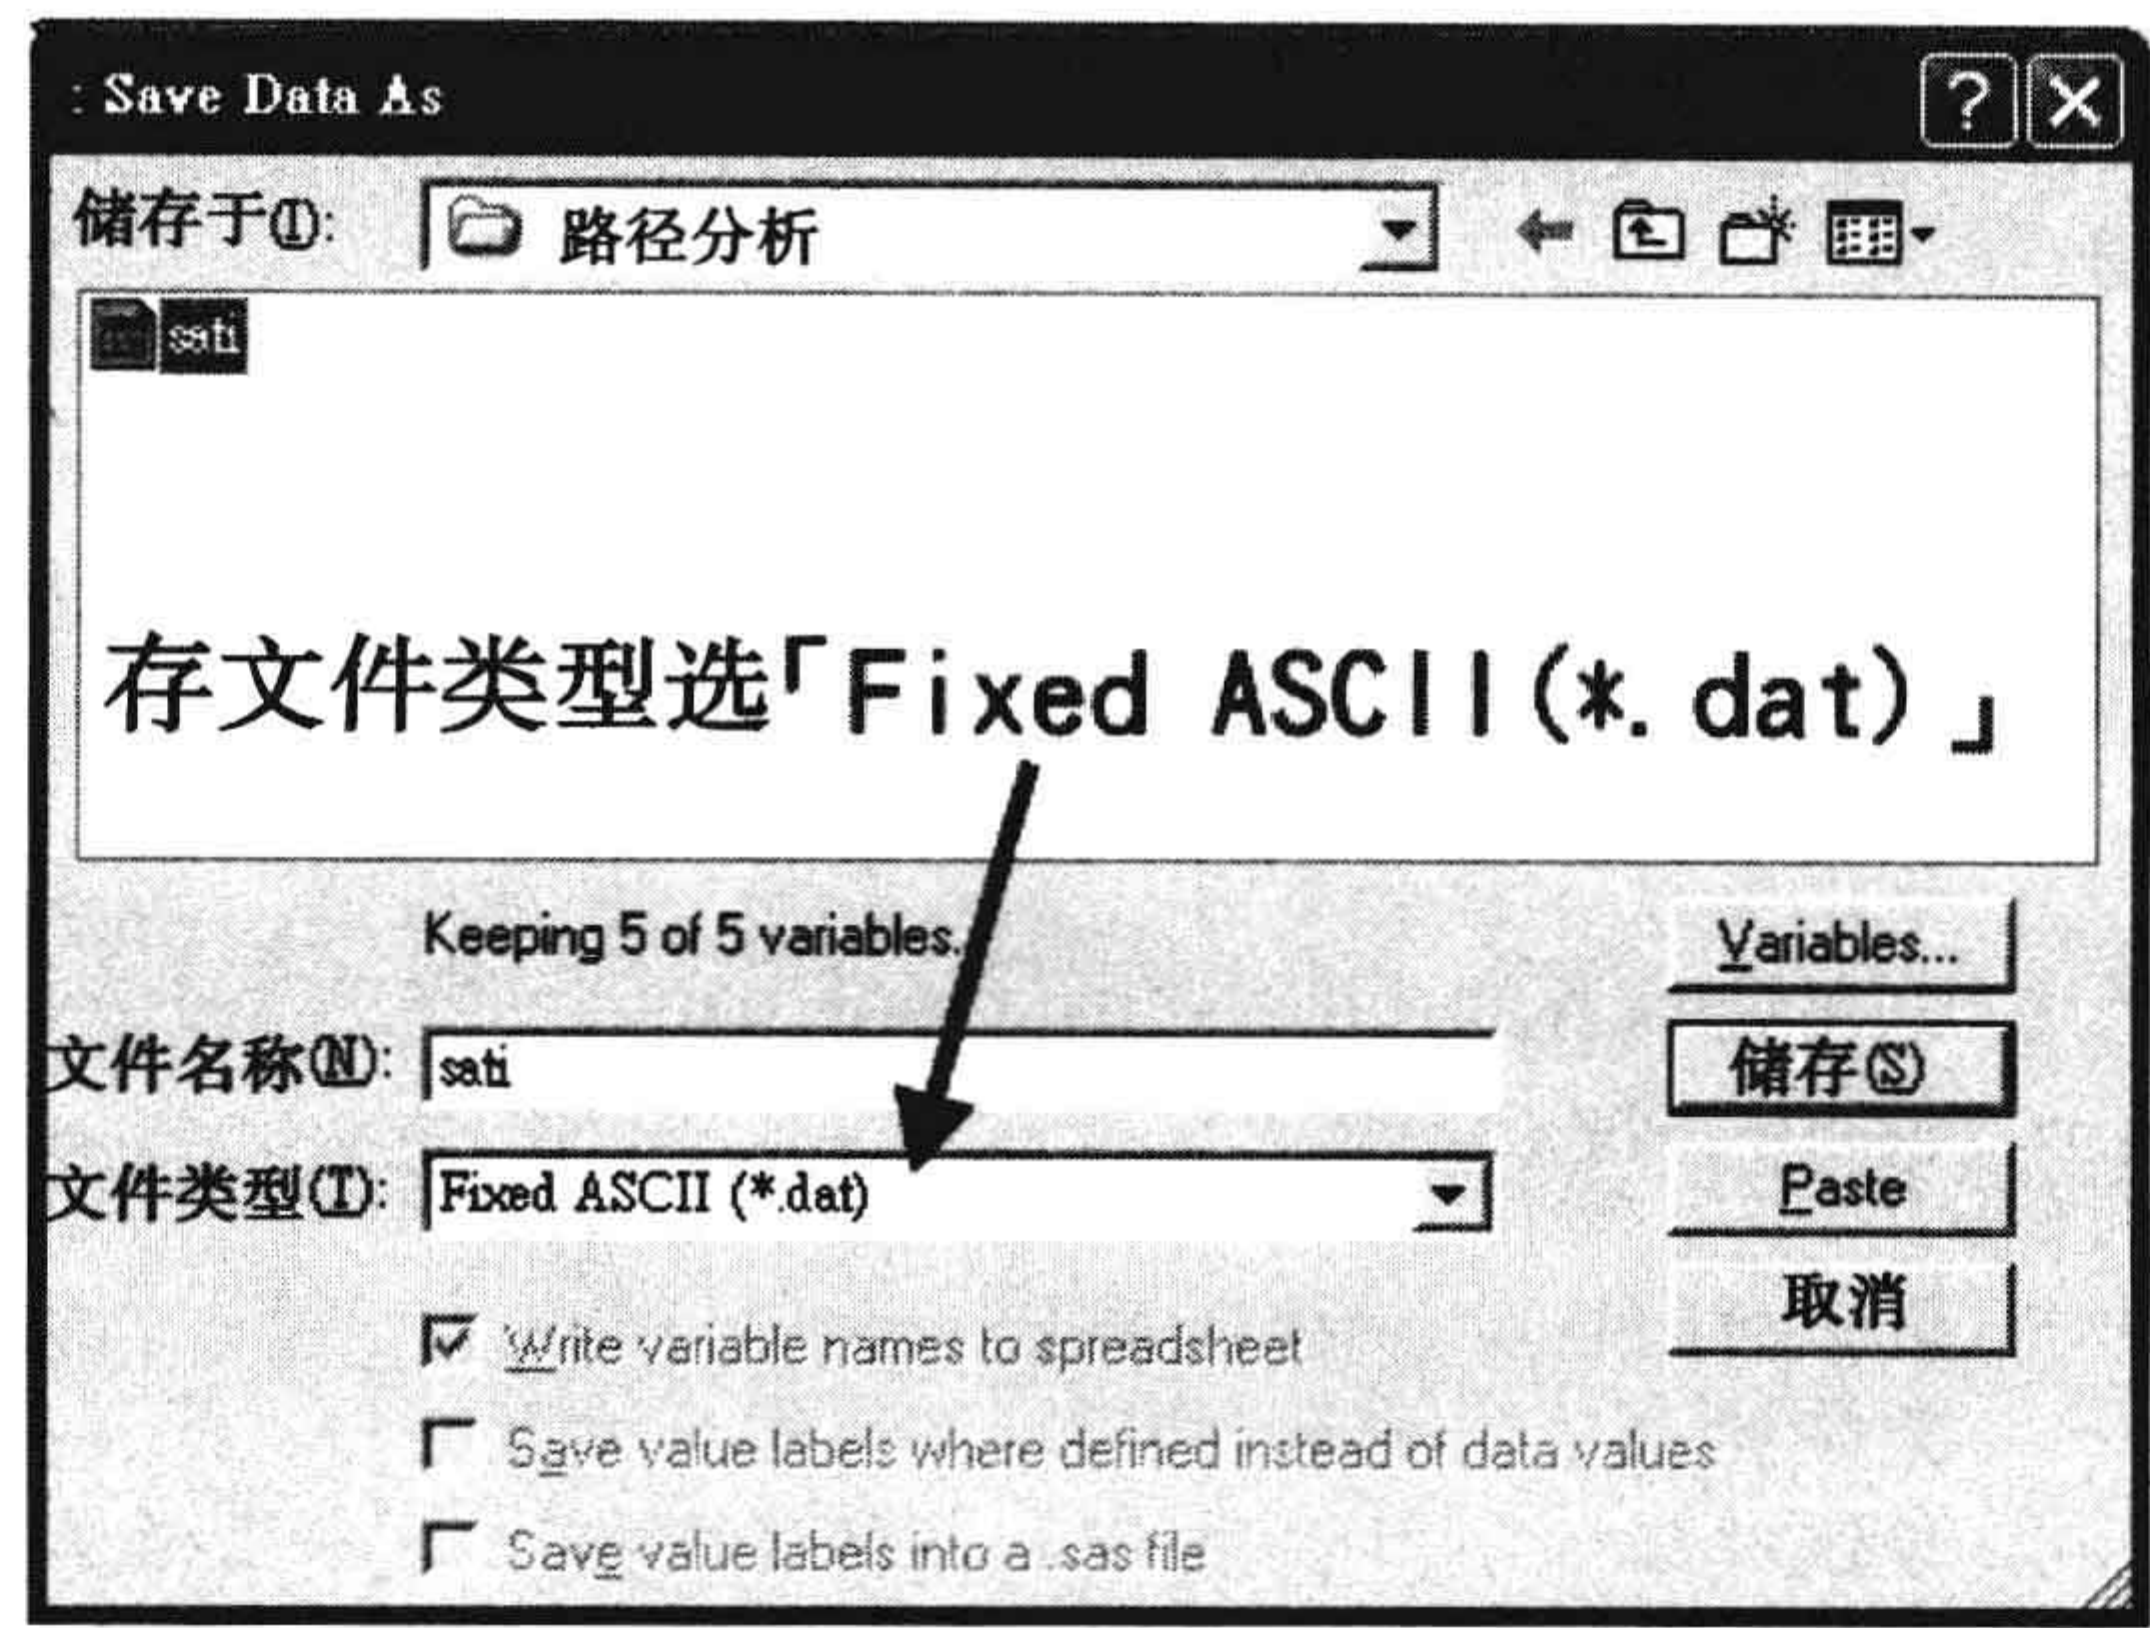 : Save Data As
储存于(I):
路径分析
sati
存文件类型选「Fixed ASCII(*.dat)」
Keeping 5 of 5 variables.
Variables...
文件名称(N):
sati
储存(S)
文件类型(T):
Fixed ASCII (*.dat)
Paste
取消
Write variable names to spreadsheet
Save value labels where defined instead of data values
Save value labels into a .sas file